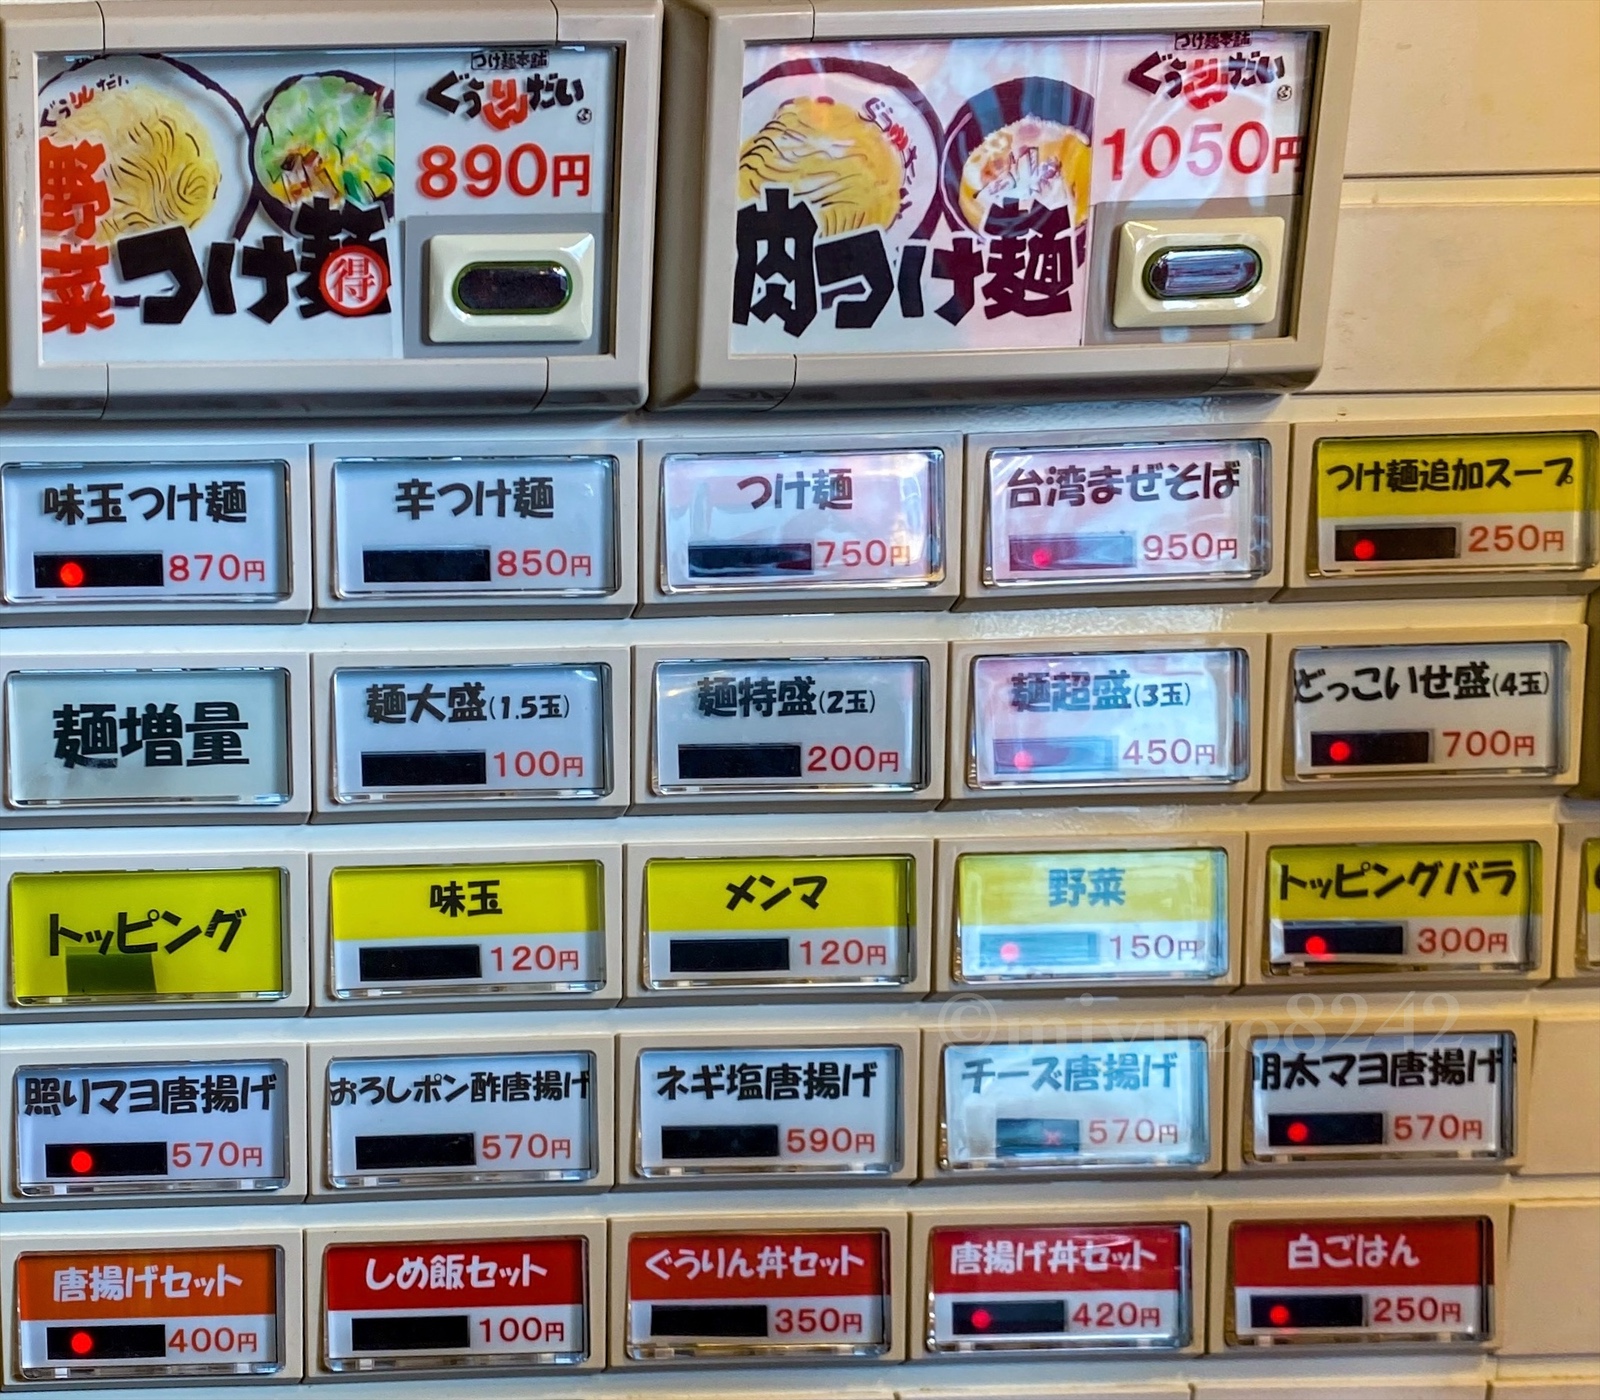 つけ麺本舗
ぐぅりんだい
ぐぅりんだい
890円
野菜つけ麺
得
つけ麺本舗
ぐぅりんだい
1050円
肉つけ麺
味玉つけ麺
870円
辛つけ麺
850円
つけ麺
750円
台湾まぜそば
950円
つけ麺追加スープ
250円
麺増量
麺大盛(1.5玉)
100円
麺特盛(2玉)
200円
麺超盛(3玉)
450円
どっこいせ盛(4玉)
700円
トッピング
味玉
120円
メンマ
120円
野菜
150円
トッピングバラ
300円
©miyuzo8242
照りマヨ唐揚げ
570円
おろしポン酢唐揚げ
570円
ネギ塩唐揚げ
590円
チーズ唐揚げ
570円
明太マヨ唐揚げ
570円
唐揚げセット
400円
しめ飯セット
100円
ぐうりん丼セット
350円
唐揚げ丼セット
420円
白ごはん
250円